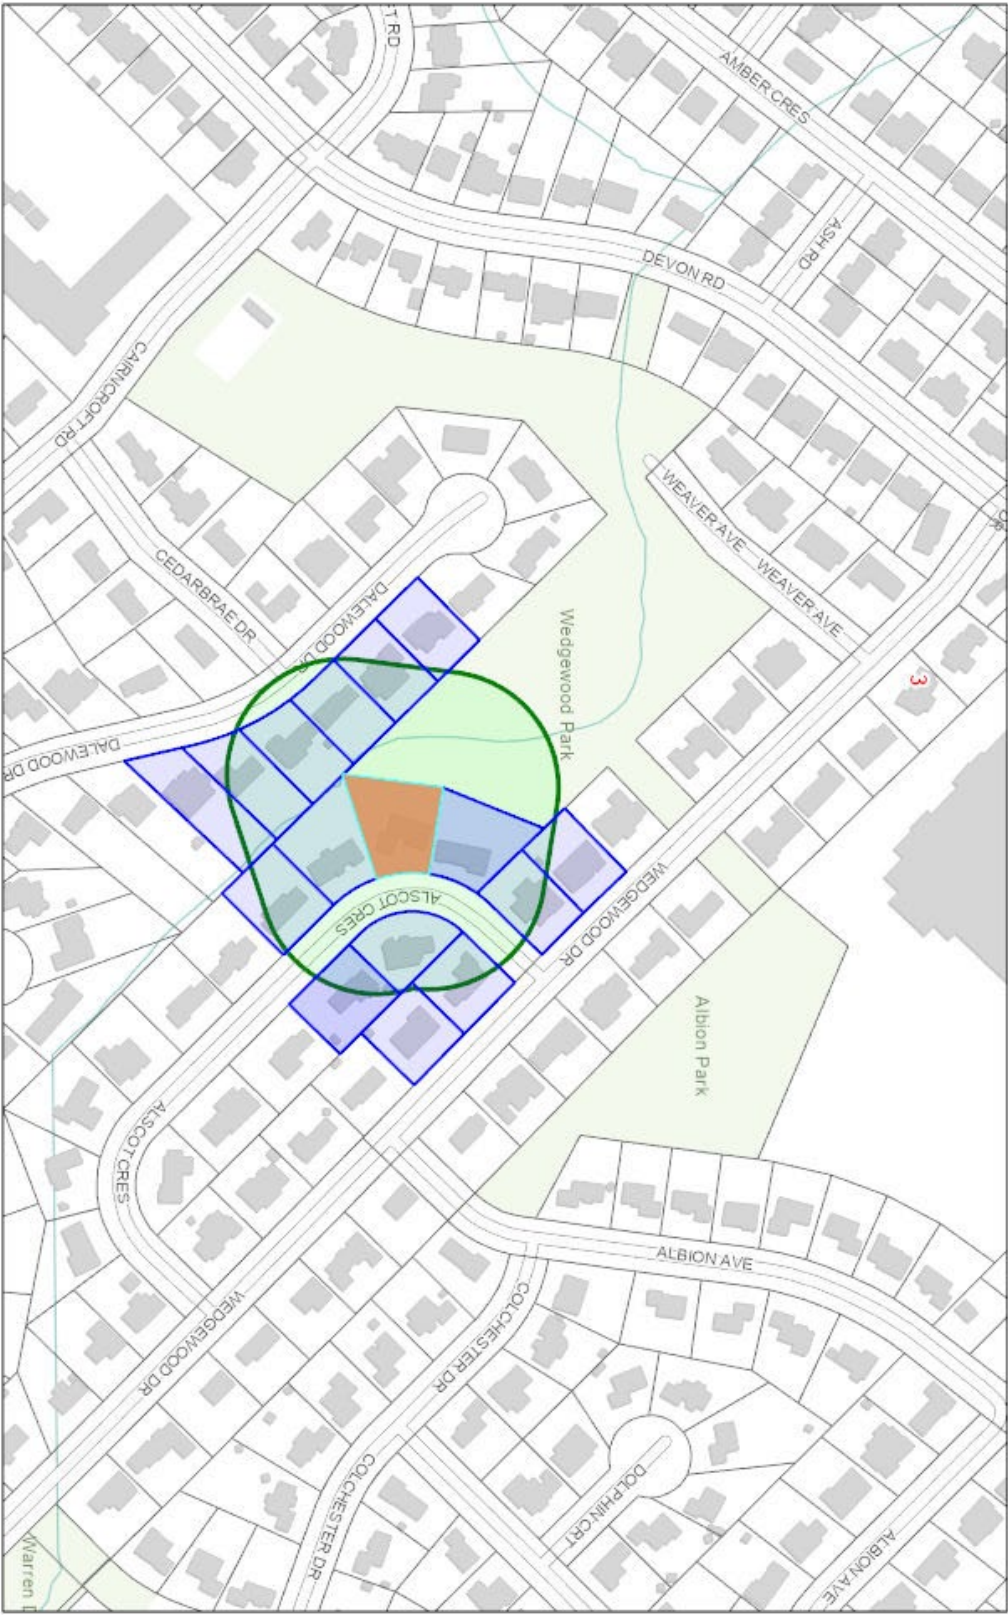 AMBER CRES
ASH RD
DEVON RD
CAIRNCROFT RD
WEAVER AVE
WEAVER AVE
CEDARBRAE DR
DALEWOOD DR
Wedgewood Park
3
DALEWOOD DR
WEDGEWOOD DR
ALSCOT CRES
Albion Park
ALSCOT CRES
ALBION AVE
WEDGEWOOD DR
COLCHESTER DR
COLCHESTER DR
DOLPHIN CRT
ALBION AVE
Warren